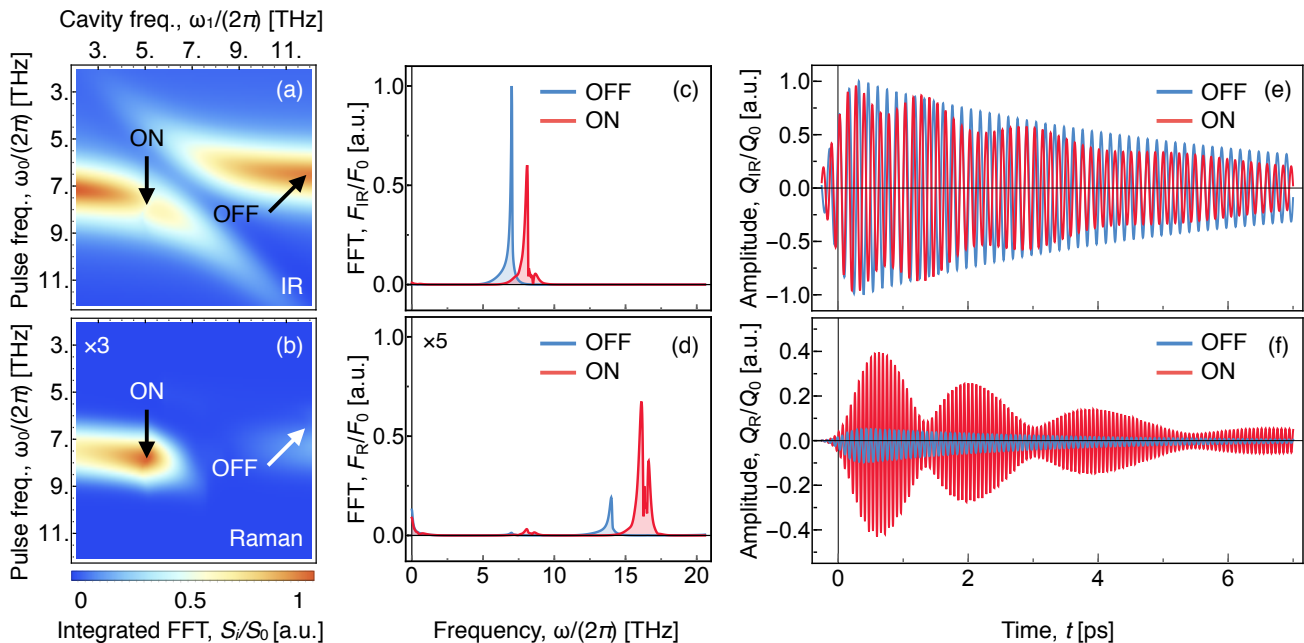 Cavity freq., ω₁/(2π) [THz]
3. 5. 7. 9. 11.
Pulse freq., ω₀/(2π) [THz]
3.
5.
7.
9.
11.
(a)
ON
OFF
IR
Pulse freq., ω₀/(2π) [THz]
3.
5.
7.
9.
11.
×3
(b)
ON
OFF
Raman
0 0.5 1
Integrated FFT, Sᵢ/S₀ [a.u.]
FFT, F_IR/F₀ [a.u.]
1.0
0.5
0.0
OFF
ON
(c)
FFT, F_R/F₀ [a.u.]
1.0
0.5
0.0
×5
OFF
ON
(d)
0 5 10 15 20
Frequency, ω/(2π) [THz]
Amplitude, Q_IR/Q₀ [a.u.]
1.0
0.5
0.0
−0.5
−1.0
OFF
ON
(e)
Amplitude, Q_R/Q₀ [a.u.]
0.4
0.2
0.0
−0.2
−0.4
OFF
ON
(f)
0 2 4 6
Time, t [ps]